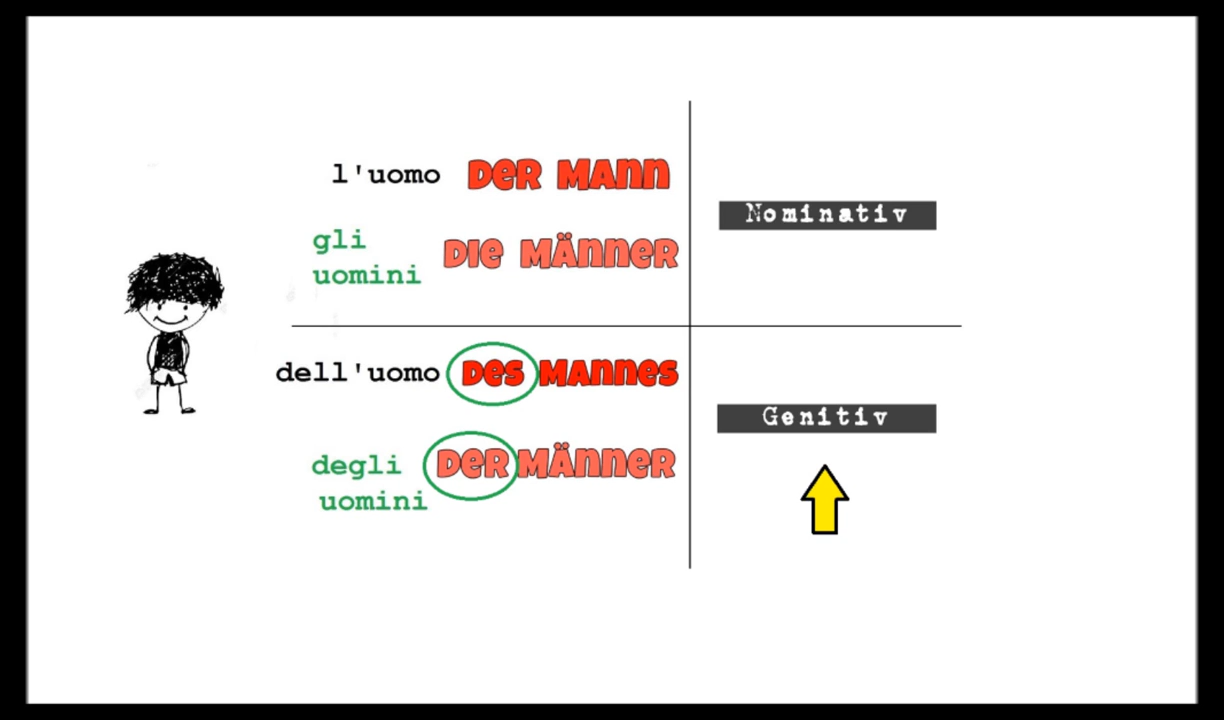 l'uomo DER MANN
Nominativ
gli
uomini DIE MÄNNER
dell'uomo DES MANNES
Genitiv
degli DER MÄNNER
uomini